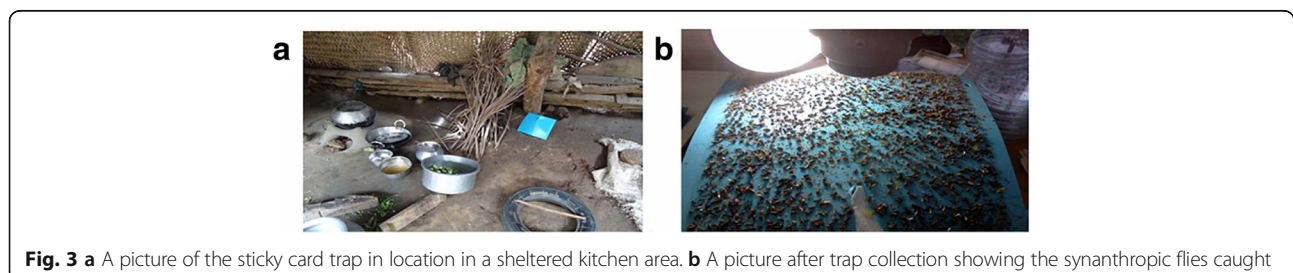 a
b
Fig. 3 a A picture of the sticky card trap in location in a sheltered kitchen area. b A picture after trap collection showing the synanthropic flies caught